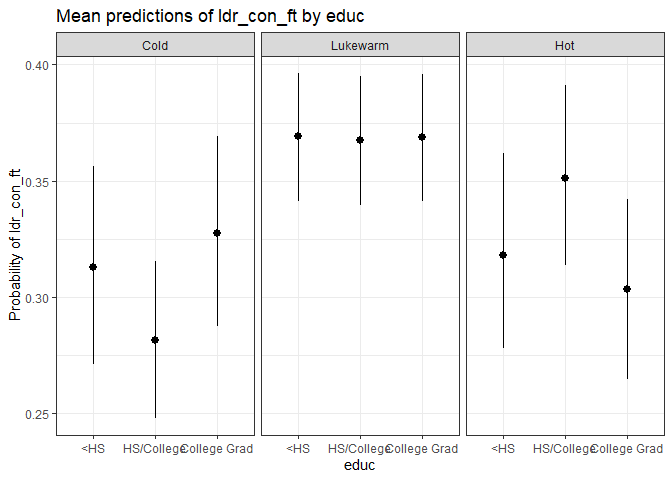 Mean predictions of ldr_con_ft by educ
Cold Lukewarm Hot
Probability of ldr_con_ft
0.40
0.35
0.30
0.25
<HS HS/College College Grad <HS HS/College College Grad <HS HS/College College Grad
educ